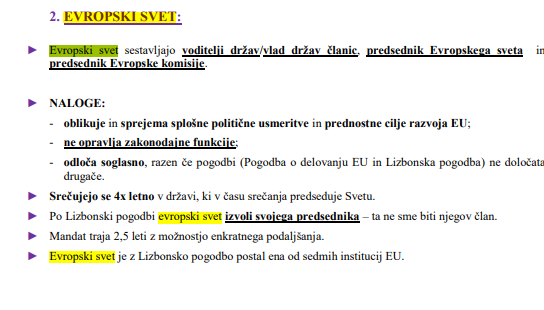 2. EVROPSKI SVET:
► Evropski svet sestavljajo voditelji držav/vlad držav članic, predsednik Evropskega sveta in
predsednik Evropske komisije.
► NALOGE:
- oblikuje in sprejema splošne politične usmeritve in prednostne cilje razvoja EU;
- ne opravlja zakonodajne funkcije;
- odloča soglasno, razen če pogodbi (Pogodba o delovanju EU in Lizbonska pogodba) ne določata
drugače.
► Srečujejo se 4x letno v državi, ki v času srečanja predseduje Svetu.
► Po Lizbonski pogodbi evropski svet izvoli svojega predsednika – ta ne sme biti njegov član.
► Mandat traja 2,5 leti z možnostjo enkratnega podaljšanja.
► Evropski svet je z Lizbonsko pogodbo postal ena od sedmih institucij EU.